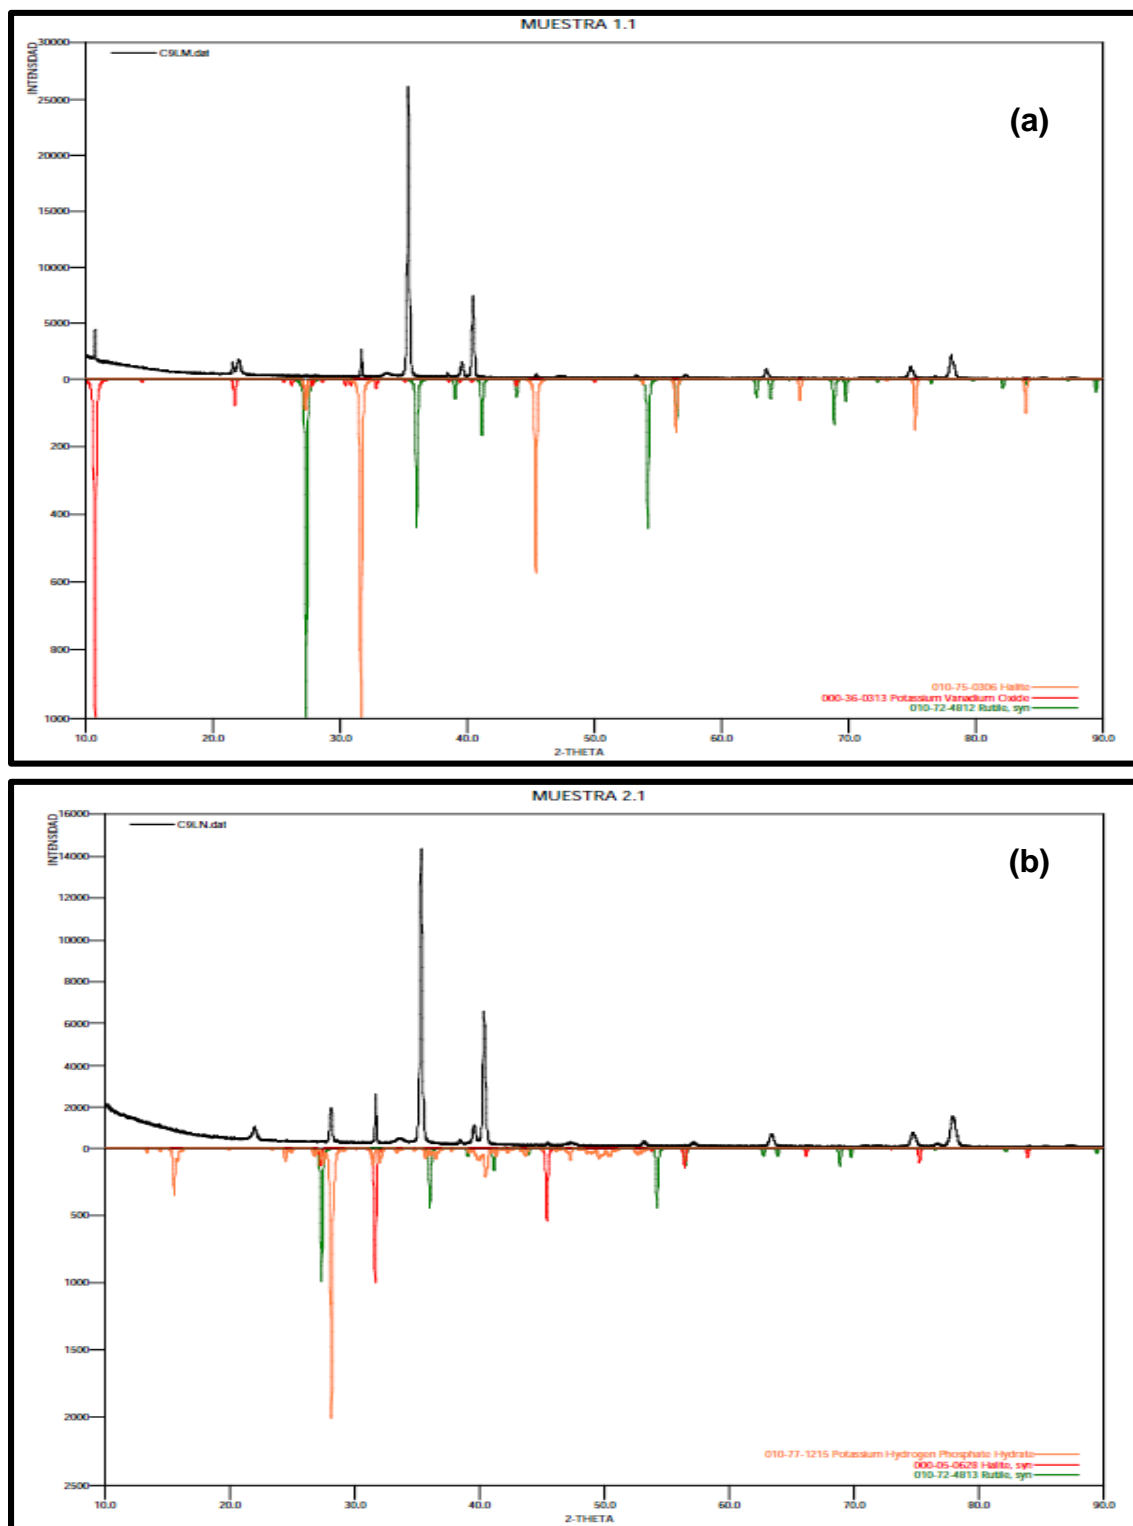 MUESTRA 1.1
INTENSIDAD
30000
C9LM.dat
(a)
25000
20000
15000
10000
5000
0
200
400
600
800
1000
010-75-0306 Halite
000-36-0313 Potassium Vanadium Oxide
010-72-4812 Rutile, syn
10.0 20.0 30.0 40.0 50.0 60.0 70.0 80.0 90.0
2-THETA
MUESTRA 2.1
INTENSIDAD
16000
C9LN.dat
(b)
14000
12000
10000
8000
6000
4000
2000
0
500
1000
1500
2000
010-77-1215 Potassium Hydrogen Phosphate Hydrate
000-05-0628 Halite, syn
010-72-4813 Rutile, syn
2500
10.0 20.0 30.0 40.0 50.0 60.0 70.0 80.0 90.0
2-THETA